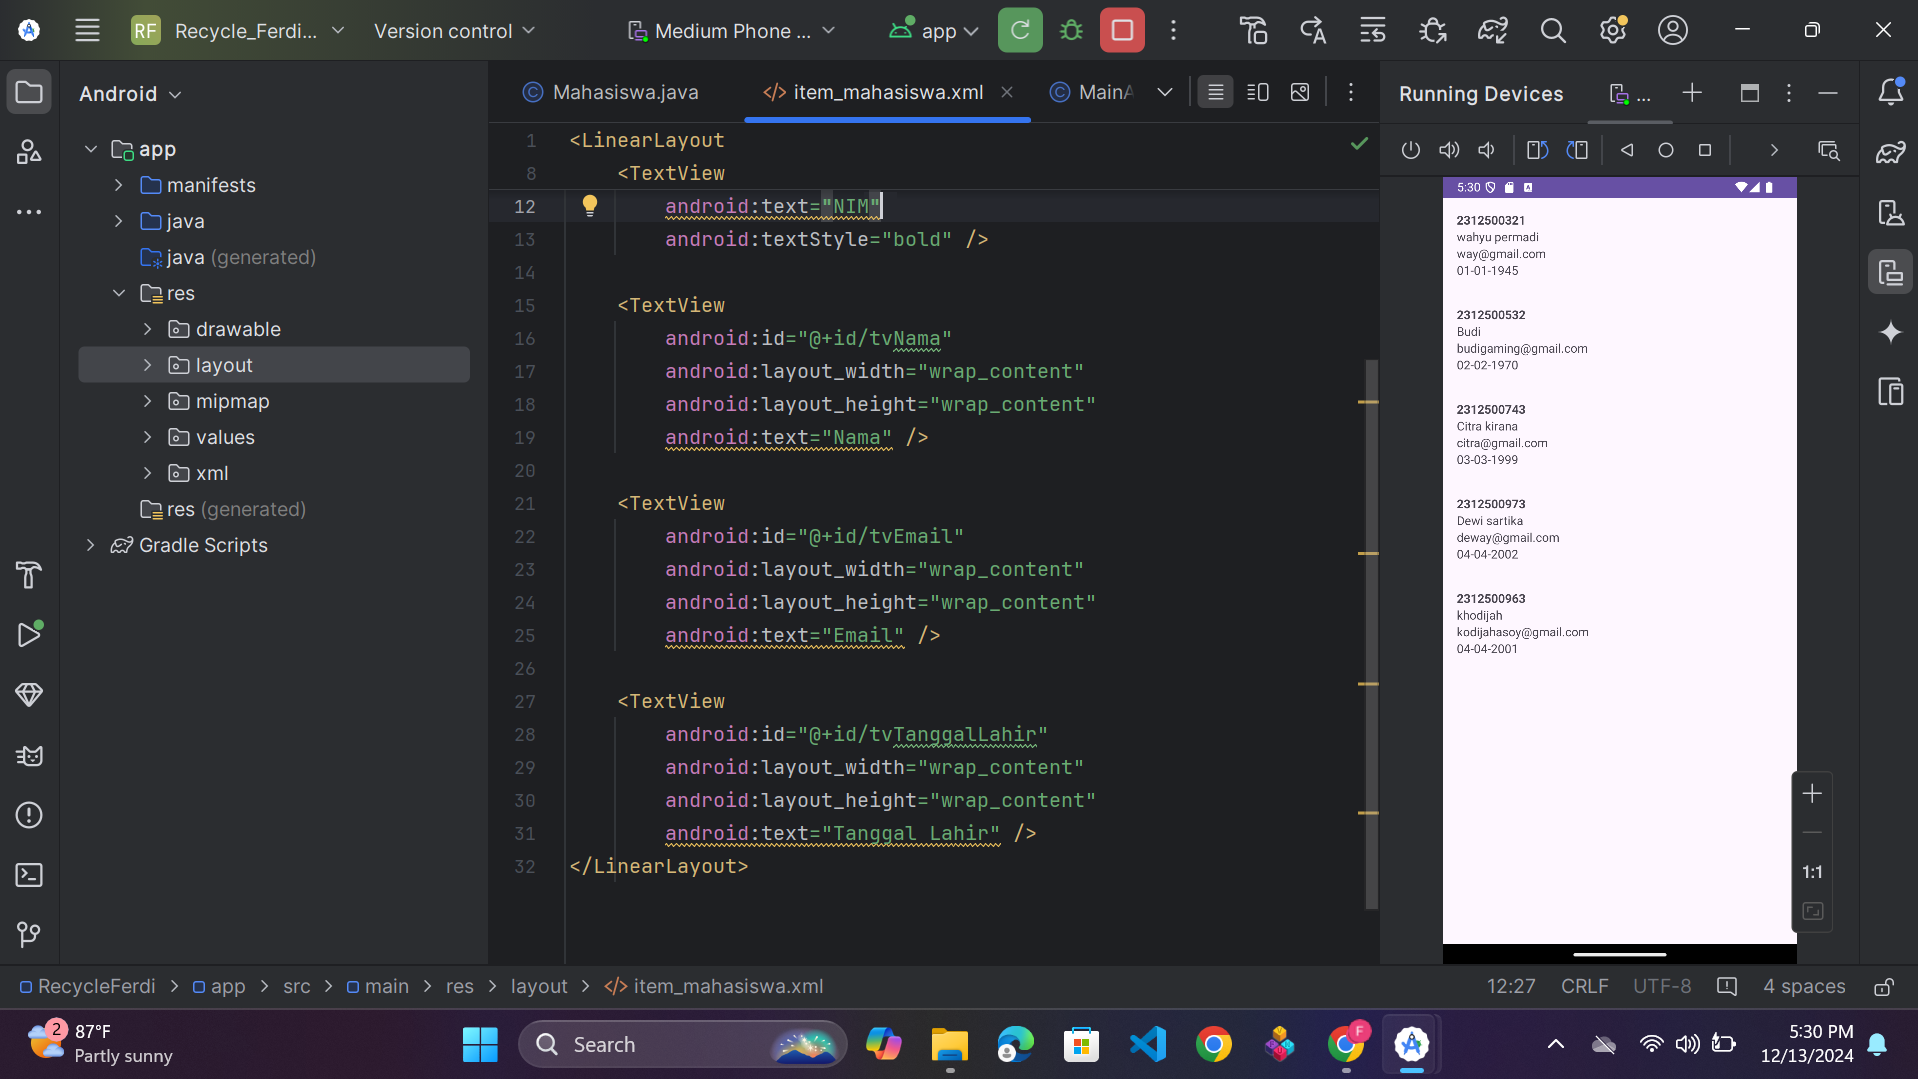 RF Recycle_Ferdi... Version control Medium Phone ... app
Android
app
manifests
java
java (generated)
res
drawable
layout
mipmap
values
xml
res (generated)
Gradle Scripts
Mahasiswa.java item_mahasiswa.xml MainA
1 <LinearLayout
8 <TextView
12 android:text="NIM"
13 android:textStyle="bold" />
14
15 <TextView
16 android:id="@+id/tvNama"
17 android:layout_width="wrap_content"
18 android:layout_height="wrap_content"
19 android:text="Nama" />
20
21 <TextView
22 android:id="@+id/tvEmail"
23 android:layout_width="wrap_content"
24 android:layout_height="wrap_content"
25 android:text="Email" />
26
27 <TextView
28 android:id="@+id/tvTanggalLahir"
29 android:layout_width="wrap_content"
30 android:layout_height="wrap_content"
31 android:text="Tanggal Lahir" />
32 </LinearLayout>
Running Devices ...
5:30
2312500321
wahyu permadi
way@gmail.com
01-01-1945
2312500532
Budi
budigaming@gmail.com
02-02-1970
2312500743
Citra kirana
citra@gmail.com
03-03-1999
2312500973
Dewi sartika
deway@gmail.com
04-04-2002
2312500963
khodijah
kodijahasoy@gmail.com
04-04-2001
1:1
RecycleFerdi > app > src > main > res > layout > item_mahasiswa.xml
12:27 CRLF UTF-8 4 spaces
2
87°F
Partly sunny
Search
F
5:30 PM
12/13/2024